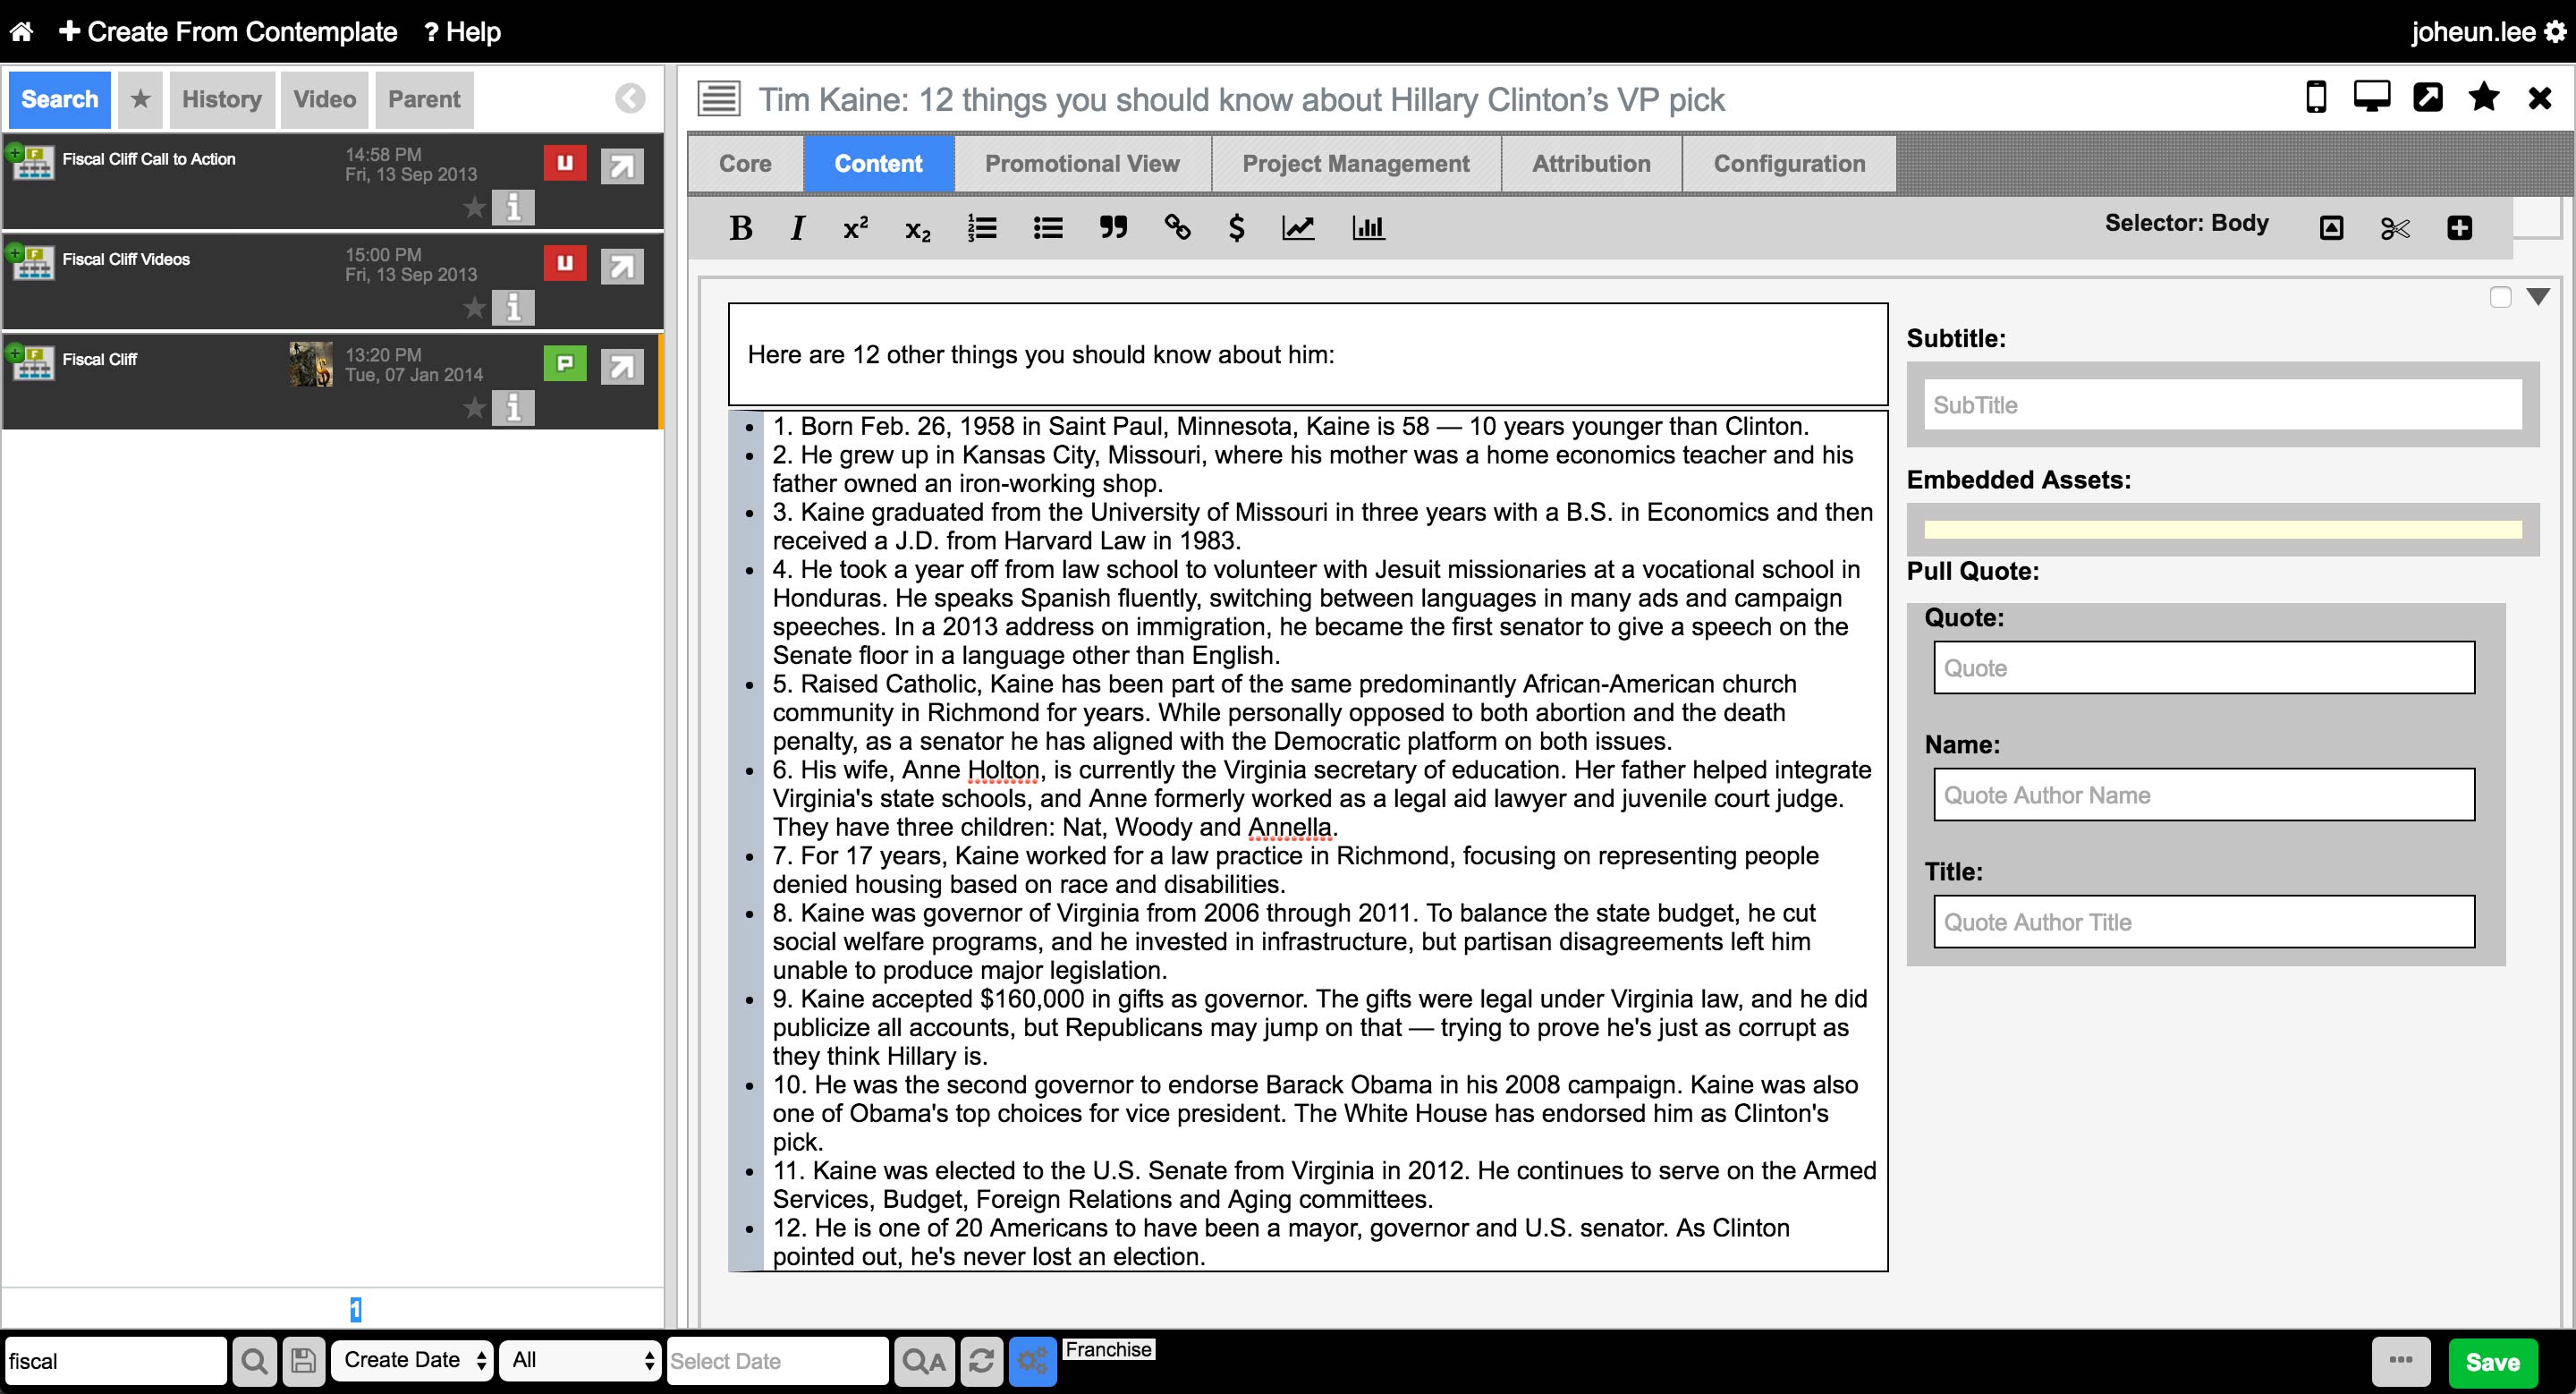 Create From Contemplate ? Help joheun.lee
Search History Video Parent
Tim Kaine: 12 things you should know about Hillary Clinton’s VP pick
Fiscal Cliff Call to Action 14:58 PM
Fri, 13 Sep 2013
U
i
Fiscal Cliff Videos 15:00 PM
Fri, 13 Sep 2013
U
i
Fiscal Cliff 13:20 PM
Tue, 07 Jan 2014
P
i
1
Core Content Promotional View Project Management Attribution Configuration
B I x² x₂ $ Selector: Body
Here are 12 other things you should know about him:
• 1. Born Feb. 26, 1958 in Saint Paul, Minnesota, Kaine is 58 — 10 years younger than Clinton.
• 2. He grew up in Kansas City, Missouri, where his mother was a home economics teacher and his
father owned an iron-working shop.
• 3. Kaine graduated from the University of Missouri in three years with a B.S. in Economics and then
received a J.D. from Harvard Law in 1983.
• 4. He took a year off from law school to volunteer with Jesuit missionaries at a vocational school in
Honduras. He speaks Spanish fluently, switching between languages in many ads and campaign
speeches. In a 2013 address on immigration, he became the first senator to give a speech on the
Senate floor in a language other than English.
• 5. Raised Catholic, Kaine has been part of the same predominantly African-American church
community in Richmond for years. While personally opposed to both abortion and the death
penalty, as a senator he has aligned with the Democratic platform on both issues.
• 6. His wife, Anne Holton, is currently the Virginia secretary of education. Her father helped integrate
Virginia's state schools, and Anne formerly worked as a legal aid lawyer and juvenile court judge.
They have three children: Nat, Woody and Annella.
• 7. For 17 years, Kaine worked for a law practice in Richmond, focusing on representing people
denied housing based on race and disabilities.
• 8. Kaine was governor of Virginia from 2006 through 2011. To balance the state budget, he cut
social welfare programs, and he invested in infrastructure, but partisan disagreements left him
unable to produce major legislation.
• 9. Kaine accepted $160,000 in gifts as governor. The gifts were legal under Virginia law, and he did
publicize all accounts, but Republicans may jump on that — trying to prove he's just as corrupt as
they think Hillary is.
• 10. He was the second governor to endorse Barack Obama in his 2008 campaign. Kaine was also
one of Obama's top choices for vice president. The White House has endorsed him as Clinton's
pick.
• 11. Kaine was elected to the U.S. Senate from Virginia in 2012. He continues to serve on the Armed
Services, Budget, Foreign Relations and Aging committees.
• 12. He is one of 20 Americans to have been a mayor, governor and U.S. senator. As Clinton
pointed out, he's never lost an election.
Subtitle:
SubTitle
Embedded Assets:
Pull Quote:
Quote:
Quote
Name:
Quote Author Name
Title:
Quote Author Title
fiscal Create Date All Select Date A Franchise ••• Save